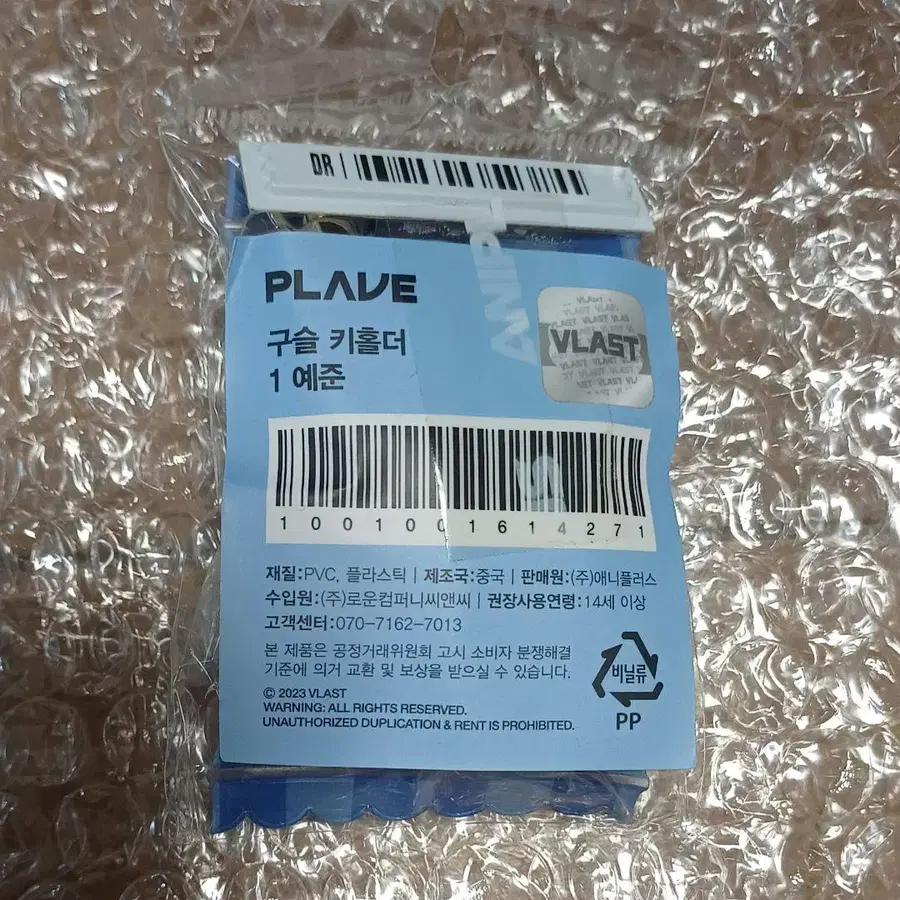 DR
PLAVE
구슬 키홀더
1 예준
VLAST
1001001614271
재질:PVC, 플라스틱 | 제조국:중국 | 판매원:(주)애니플러스
수입원:(주)로운컴퍼니씨앤씨 | 권장사용연령:14세 이상
고객센터:070-7162-7013
본 제품은 공정거래위원회 고시 소비자 분쟁해결
기준에 의거 교환 및 보상을 받으실 수 있습니다.
비닐류
PP
© 2023 VLAST
WARNING: ALL RIGHTS RESERVED.
UNAUTHORIZED DUPLICATION & RENT IS PROHIBITED.